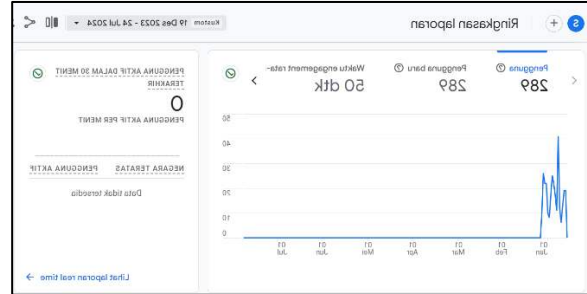 S + Ringkasan laporan
Kustom 19 Des 2023 - 24 Jul 2024
Pengguna
289
Pengguna baru
289
Waktu engagement rata-
50 dtk
50
40
30
20
10
0
01 Jan
01 Feb
01 Mar
01 Apr
01 Mei
01 Jun
01 Jul
PENGGUNA AKTIF DALAM 30 MENIT
TERAKHIR
0
PENGGUNA AKTIF PER MENIT
NEGARA TERATAS PENGGUNA AKTIF
Data tidak tersedia
Lihat laporan real time →